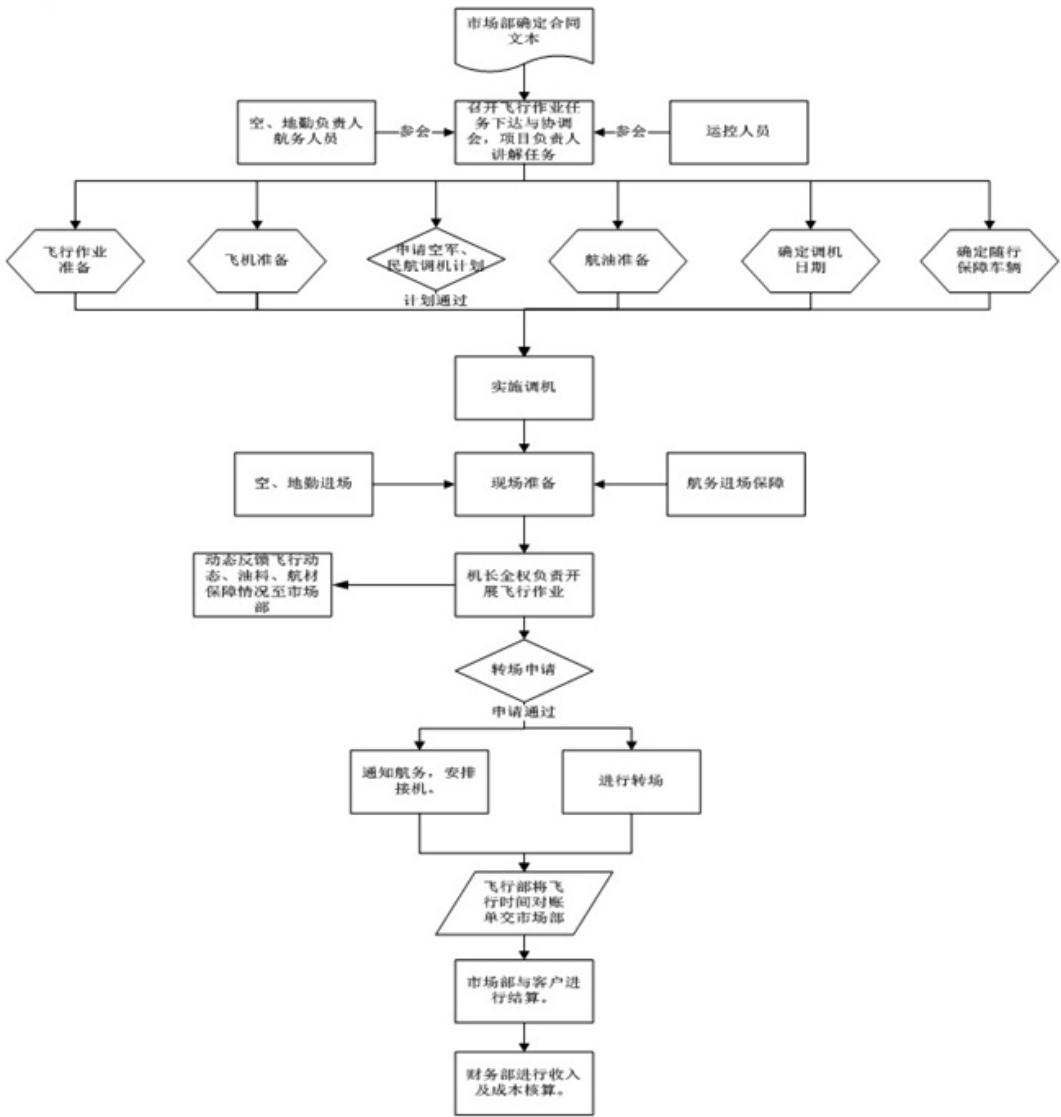 市场部确定合同
文本
空、地勤负责人
航务人员
参会
召开飞行作业任
务下达与协调
会，项目负责人
讲解任务
参会
运控人员
飞行作业
准备
飞机准备
申请空军、
民航调机计划
航油准备
确定调机
日期
确定随行
保障车辆
计划通过
实施调机
空、地勤进场
现场准备
航务进场保障
动态反馈飞行动
态、油料、航材
保障情况至市场
部
机长全权负责开
展飞行作业
转场申请
申请通过
通知航务，安排
接机。
进行转场
飞行部将飞
行时间对账
单交市场部
市场部与客户进
行结算。
财务部进行收入
及成本核算。